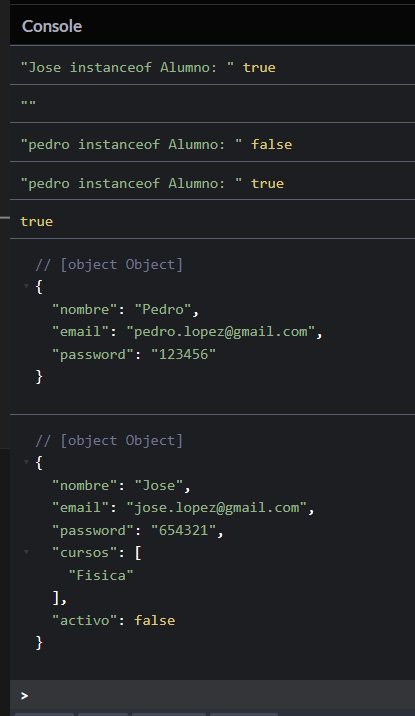 Console
"Jose instanceof Alumno: " true
""
"pedro instanceof Alumno: " false
"pedro instanceof Alumno: " true
true
// [object Object]
{
"nombre": "Pedro",
"email": "pedro.lopez@gmail.com",
"password": "123456"
}
// [object Object]
{
"nombre": "Jose",
"email": "jose.lopez@gmail.com",
"password": "654321",
"cursos": [
"Fisica"
],
"activo": false
}
>